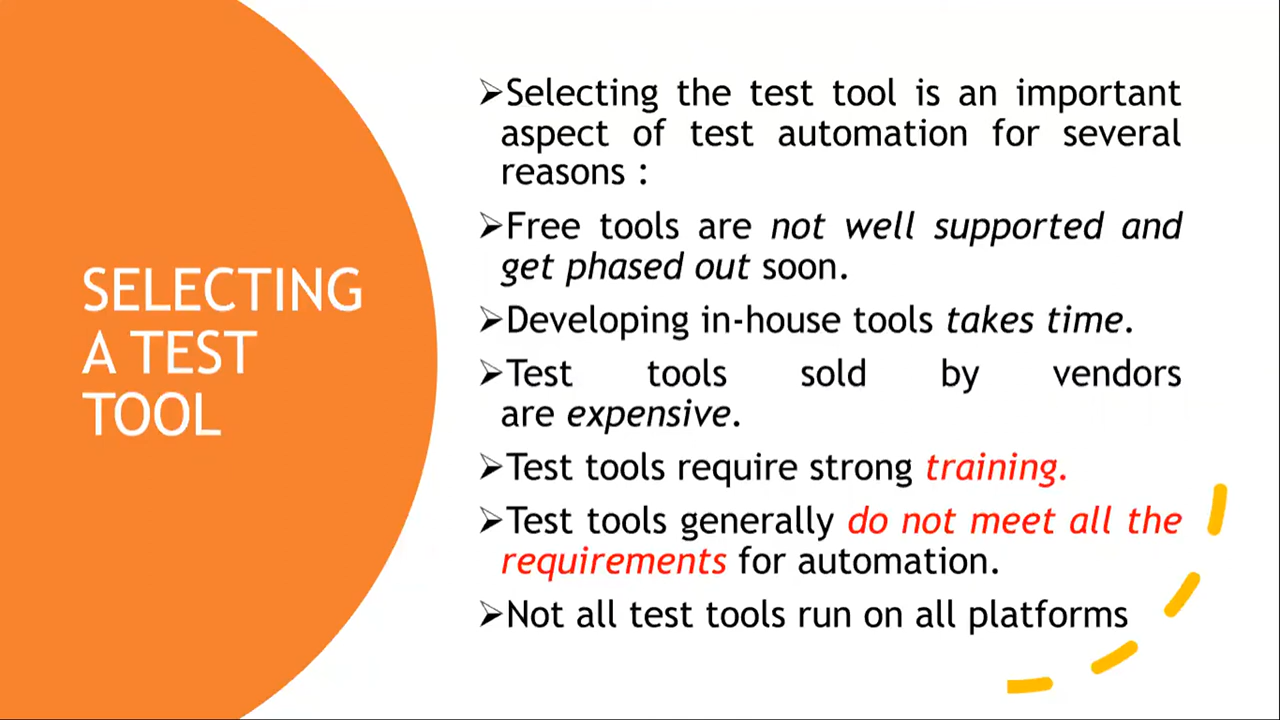 SELECTING
A TEST
TOOL
➢Selecting the test tool is an important
aspect of test automation for several
reasons :
➢Free tools are not well supported and
get phased out soon.
➢Developing in-house tools takes time.
➢Test tools sold by vendors
are expensive.
➢Test tools require strong training.
➢Test tools generally do not meet all the
requirements for automation.
➢Not all test tools run on all platforms